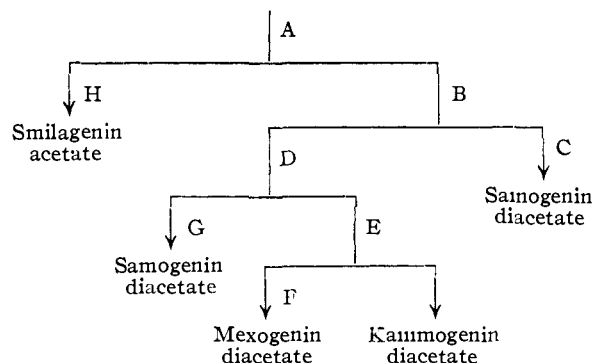 A
H
B
Smilagenin
acetate
D
C
Samogenin
diacetate
G
E
Samogenin
diacetate
F
Mexogenin
diacetate
Kammogenin
diacetate